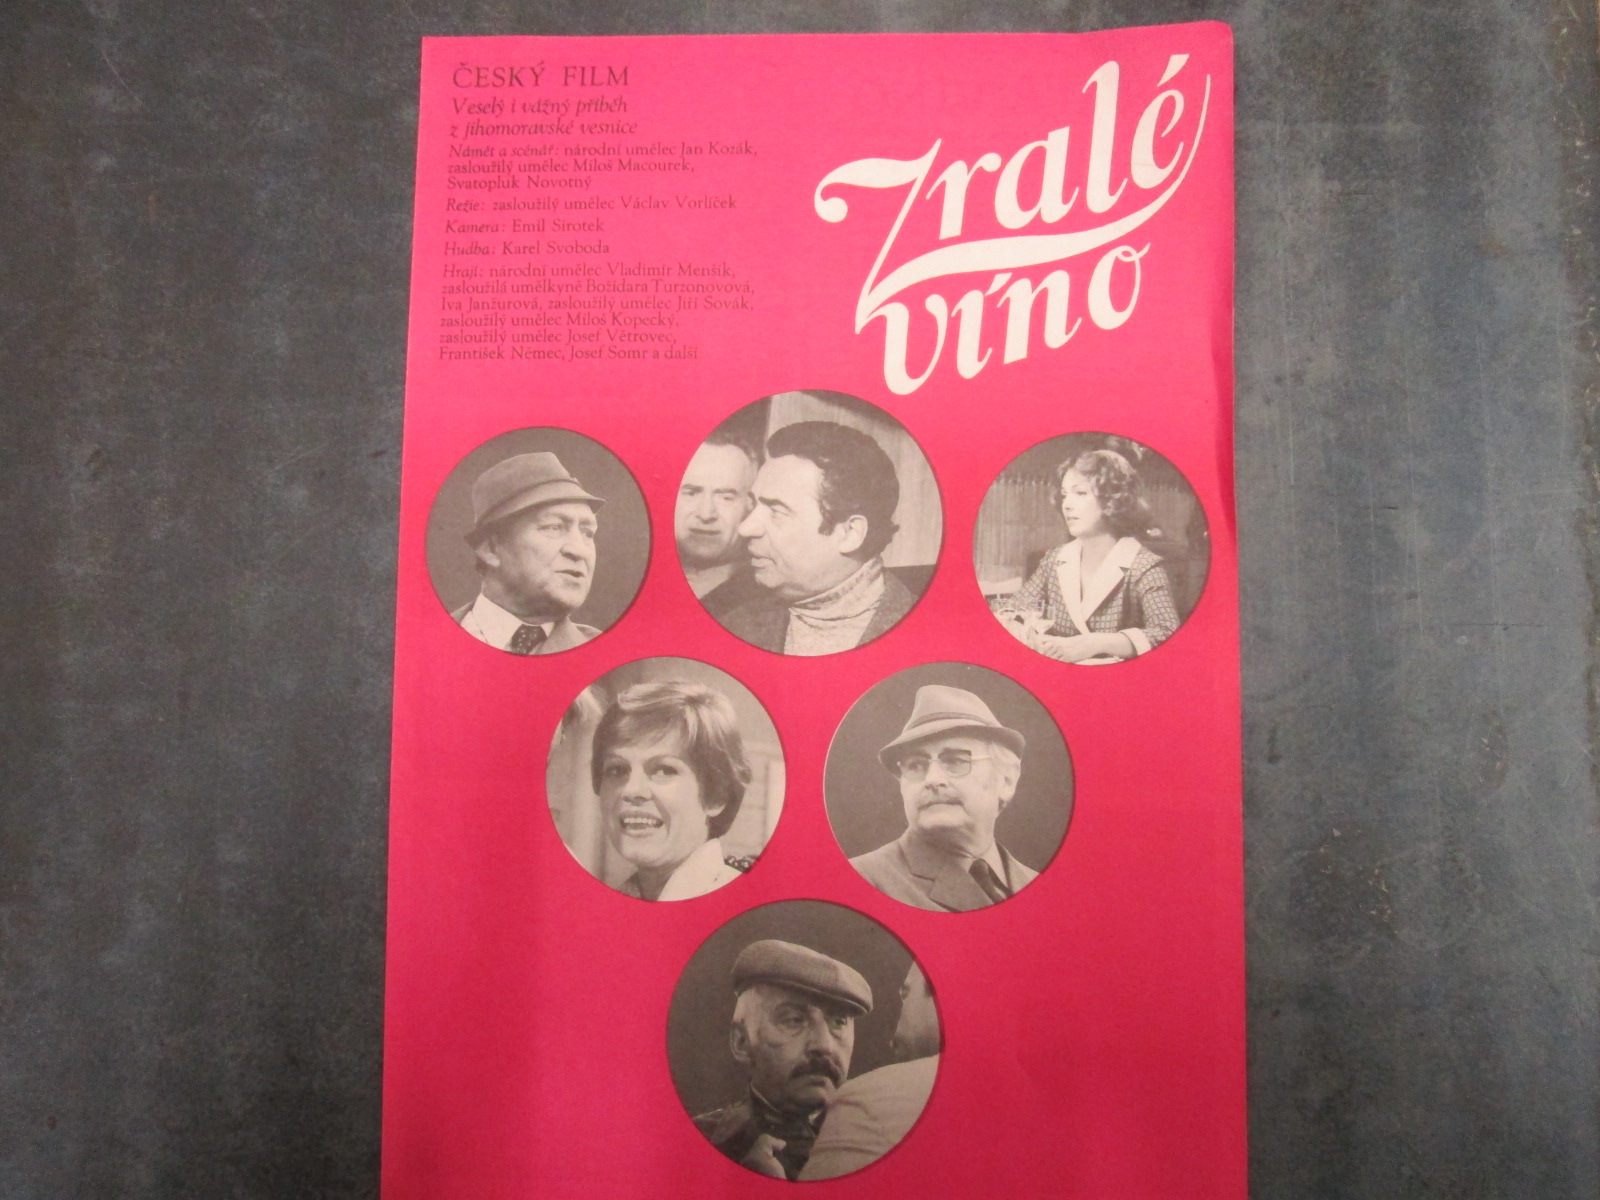 ČESKÝ FILM
Veselý i vážný příběh
z jihomoravské vesnice
Námět a scénář: národní umělec Jan Kozák,
zasloužilý umělec Miloš Macourek,
Svatopluk Novotný
Režie: zasloužilý umělec Václav Vorlíček
Kamera: Emil Sirotek
Hudba: Karel Svoboda
Hrají: národní umělec Vladimír Menšík,
zasloužilá umělkyně Božidara Turzonovová,
Iva Janžurová, zasloužilý umělec Jiří Sovák,
zasloužilý umělec Miloš Kopecký,
zasloužilý umělec Josef Větrovec,
František Němec, Josef Somr a další
Zralé
víno